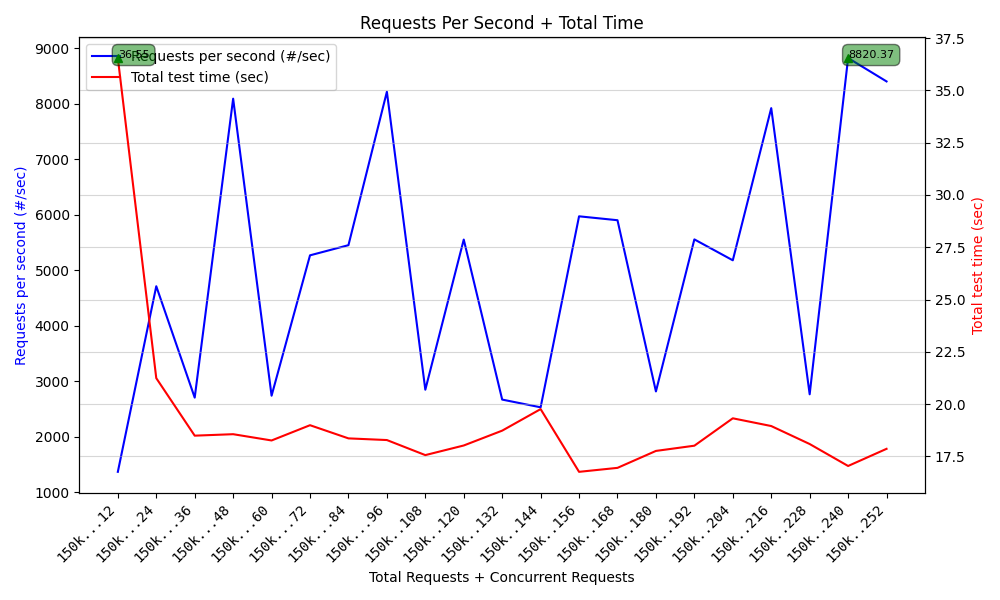 Requests Per Second + Total Time
Requests per second (#/sec)
Total test time (sec)
36.55
8820.37
9000
8000
7000
6000
5000
4000
3000
2000
1000
Requests per second (#/sec)
37.5
35.0
32.5
30.0
27.5
25.0
22.5
20.0
17.5
Total test time (sec)
150k...12
150k...24
150k...36
150k...48
150k...60
150k...72
150k...84
150k...96
150k..108
150k..120
150k..132
150k..144
150k..156
150k..168
150k..180
150k..192
150k..204
150k..216
150k..228
150k..240
150k..252
Total Requests + Concurrent Requests